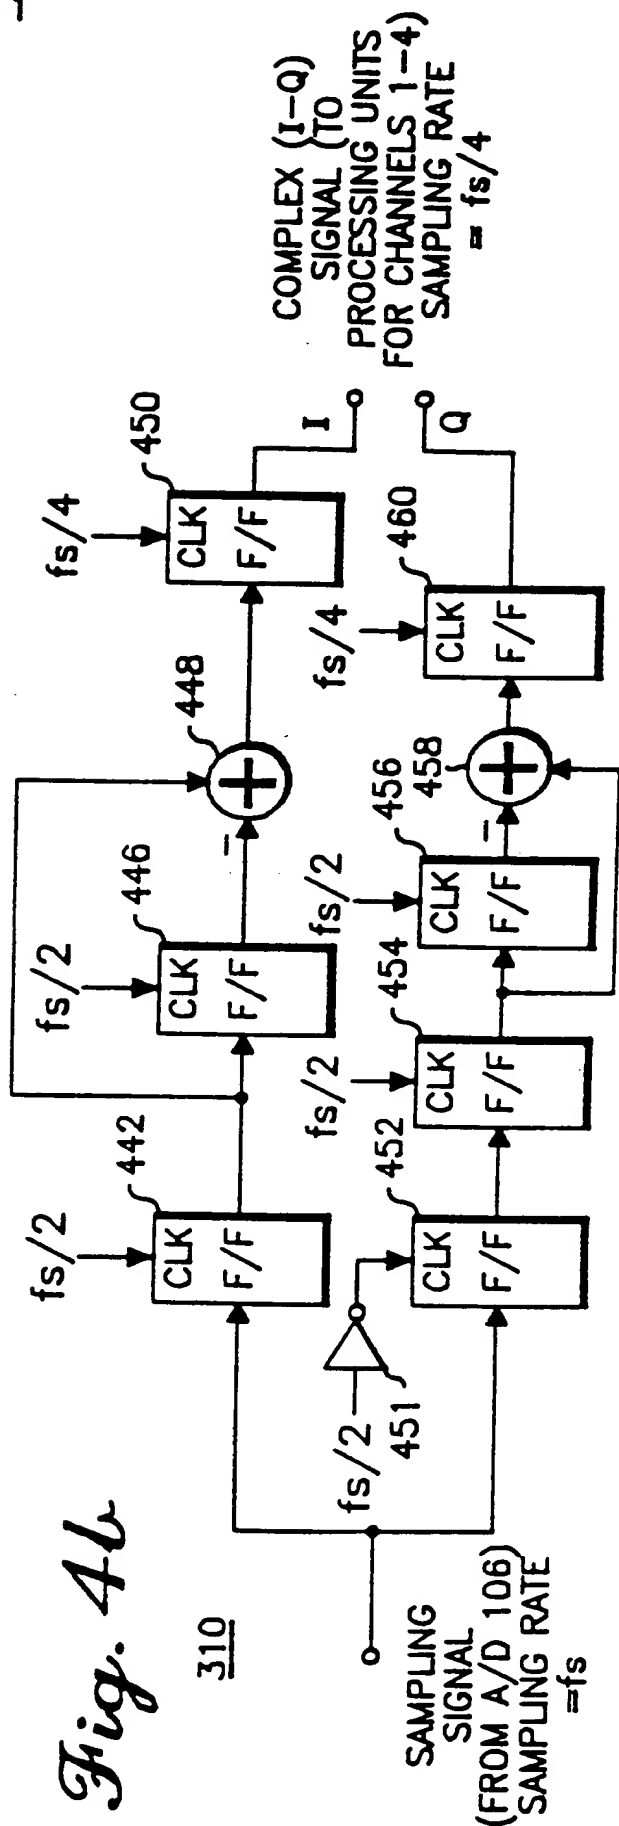 Fig. 4b
310
SAMPLING
SIGNAL
(FROM A/D 106)
SAMPLING RATE
=fs
fs/2
442
CLK
F/F
fs/2
446
CLK
F/F
−
448
+
fs/4
450
CLK
F/F
I
fs/2
451
452
CLK
F/F
fs/2
454
CLK
F/F
fs/2
456
CLK
F/F
−
458
+
fs/4
460
CLK
F/F
Q
COMPLEX (I-Q)
SIGNAL (TO
PROCESSING UNITS
FOR CHANNELS 1-4)
SAMPLING RATE
= fs/4